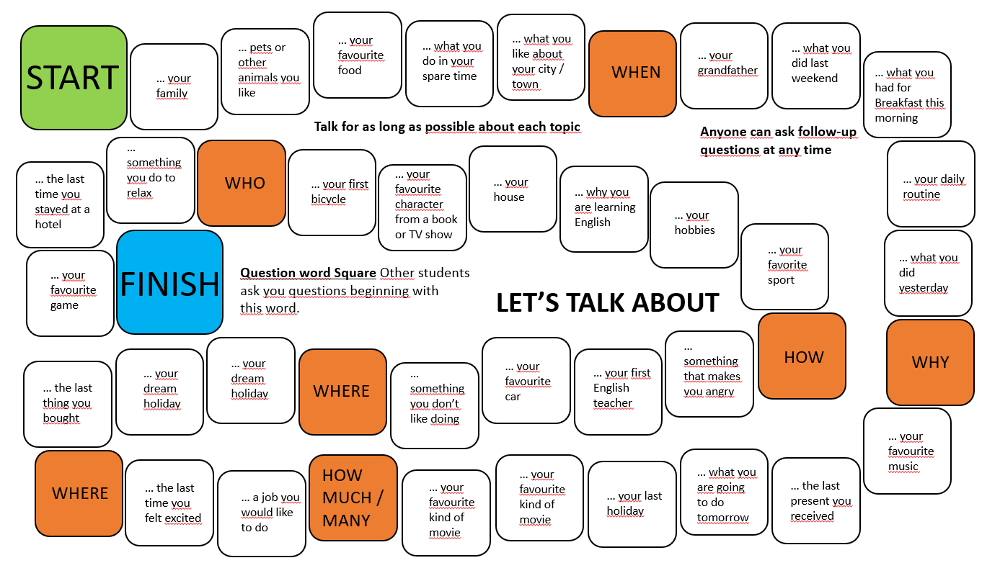 START
... your
family
... pets or
other
animals you
like
... your
favourite
food
... what you
do in your
spare time
... what you
like about
your city /
town
WHEN
... your
grandfather
... what you
did last
weekend
... what you
had for
Breakfast this
morning
Talk for as long as possible about each topic
Anyone can ask follow-up
questions at any time
... the last
time you
stayed at a
hotel
...
something
you do to
relax
WHO
... your first
bicycle
... your
favourite
character
from a book
or TV show
... your
house
... why you
are learning
English
... your
hobbies
... your
favorite
sport
... your daily
routine
... your
favourite
game
FINISH
Question word Square Other students
ask you questions beginning with
this word.
LET’S TALK ABOUT
... what you
did
yesterday
... the last
thing you
bought
... your
dream
holiday
... your
dream
holiday
WHERE
...
something
you don’t
like doing
... your
favourite
car
... your first
English
teacher
...
something
that makes
you angry
HOW
WHY
WHERE
... the last
time you
felt excited
... a job you
would like
to do
HOW
MUCH /
MANY
... your
favourite
kind of
movie
... your
favourite
kind of
movie
... your last
holiday
... what you
are going
to do
tomorrow
... the last
present you
received
... your
favourite
music